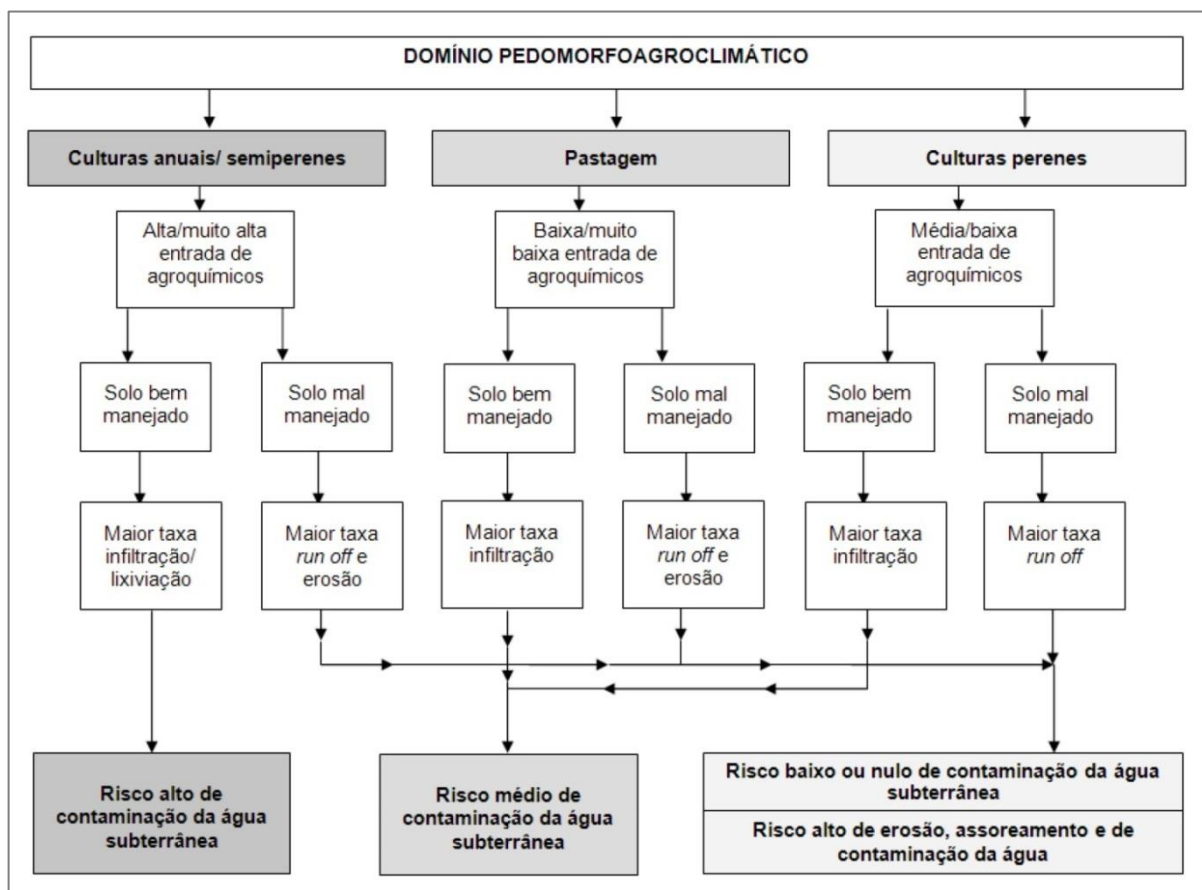 DOMÍNIO PEDOMORFOAGROCLIMÁTICO
Culturas anuais/ semiperenes
Pastagem
Culturas perenes
Alta/muito alta
entrada de
agroquímicos
Baixa/muito
baixa entrada de
agroquímicos
Média/baixa
entrada de
agroquímicos
Solo bem
manejado
Solo mal
manejado
Solo bem
manejado
Solo mal
manejado
Solo bem
manejado
Solo mal
manejado
Maior taxa
infiltração/
lixiviação
Maior taxa
run off e
erosão
Maior taxa
infiltração
Maior taxa
run off e
erosão
Maior taxa
infiltração
Maior taxa
run off
Risco alto de
contaminação da água
subterrânea
Risco médio de
contaminação da água
subterrânea
Risco baixo ou nulo de contaminação da água
subterrânea
Risco alto de erosão, assoreamento e de
contaminação da água